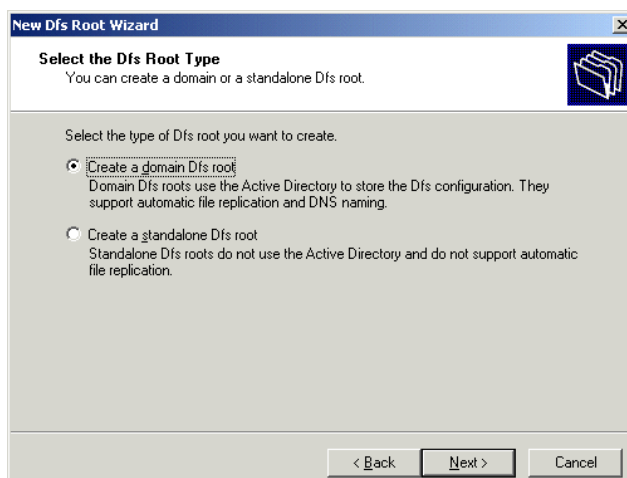 New Dfs Root Wizard
Select the Dfs Root Type
You can create a domain or a standalone Dfs root.
Select the type of Dfs root you want to create.
Create a domain Dfs root
Domain Dfs roots use the Active Directory to store the Dfs configuration. They
support automatic file replication and DNS naming.
Create a standalone Dfs root
Standalone Dfs roots do not use the Active Directory and do not support automatic
file replication.
< Back
Next >
Cancel